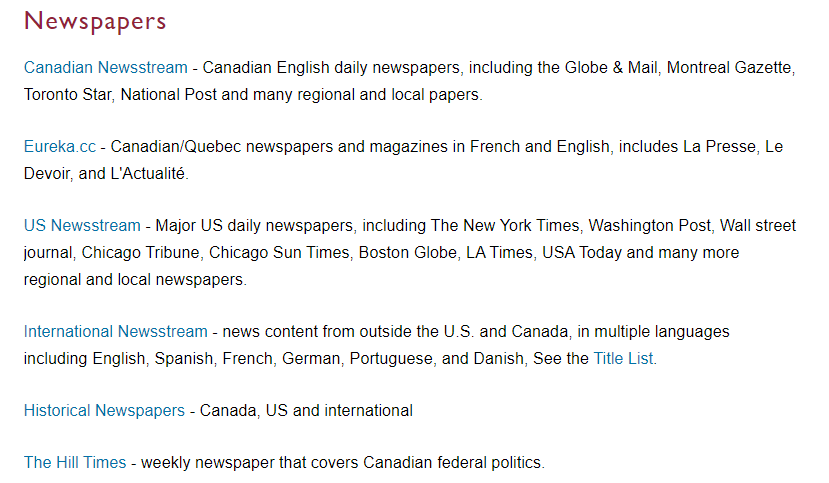 Newspapers
Canadian Newsstream - Canadian English daily newspapers, including the Globe & Mail, Montreal Gazette,
Toronto Star, National Post and many regional and local papers.
Eureka.cc - Canadian/Quebec newspapers and magazines in French and English, includes La Presse, Le
Devoir, and L'Actualité.
US Newsstream - Major US daily newspapers, including The New York Times, Washington Post, Wall street
journal, Chicago Tribune, Chicago Sun Times, Boston Globe, LA Times, USA Today and many more
regional and local newspapers.
International Newsstream - news content from outside the U.S. and Canada, in multiple languages
including English, Spanish, French, German, Portuguese, and Danish, See the Title List.
Historical Newspapers - Canada, US and international
The Hill Times - weekly newspaper that covers Canadian federal politics.